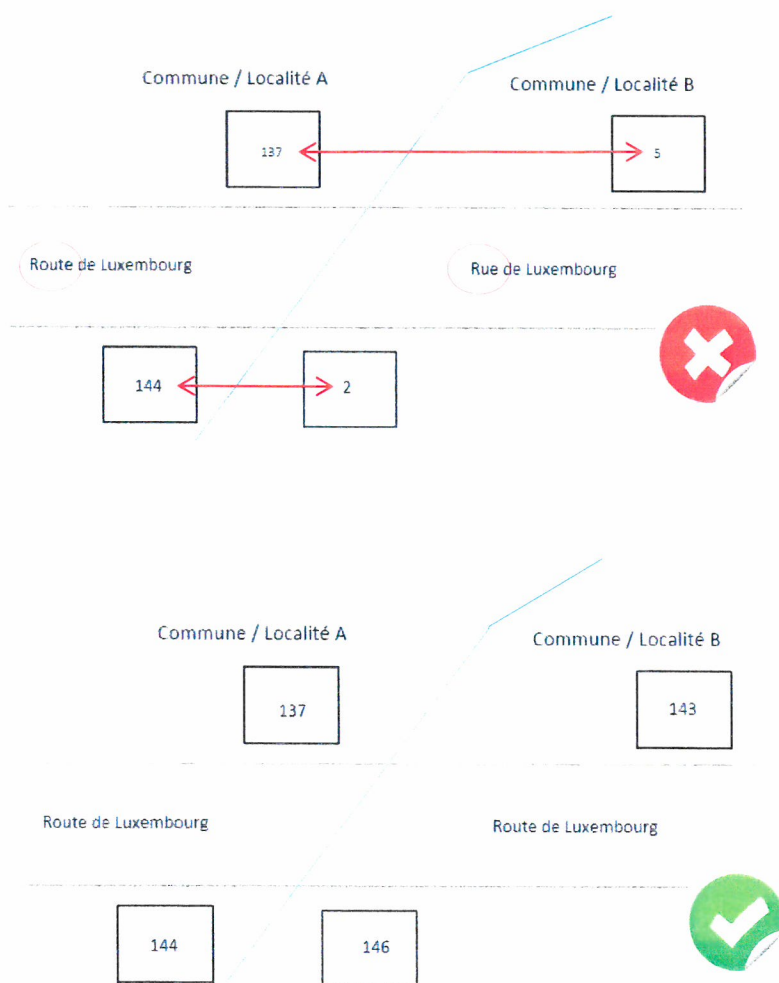 Commune / Localité A
Commune / Localité B
137
5
Route de Luxembourg
Rue de Luxembourg
144
2
Commune / Localité A
Commune / Localité B
137
143
Route de Luxembourg
Route de Luxembourg
144
146